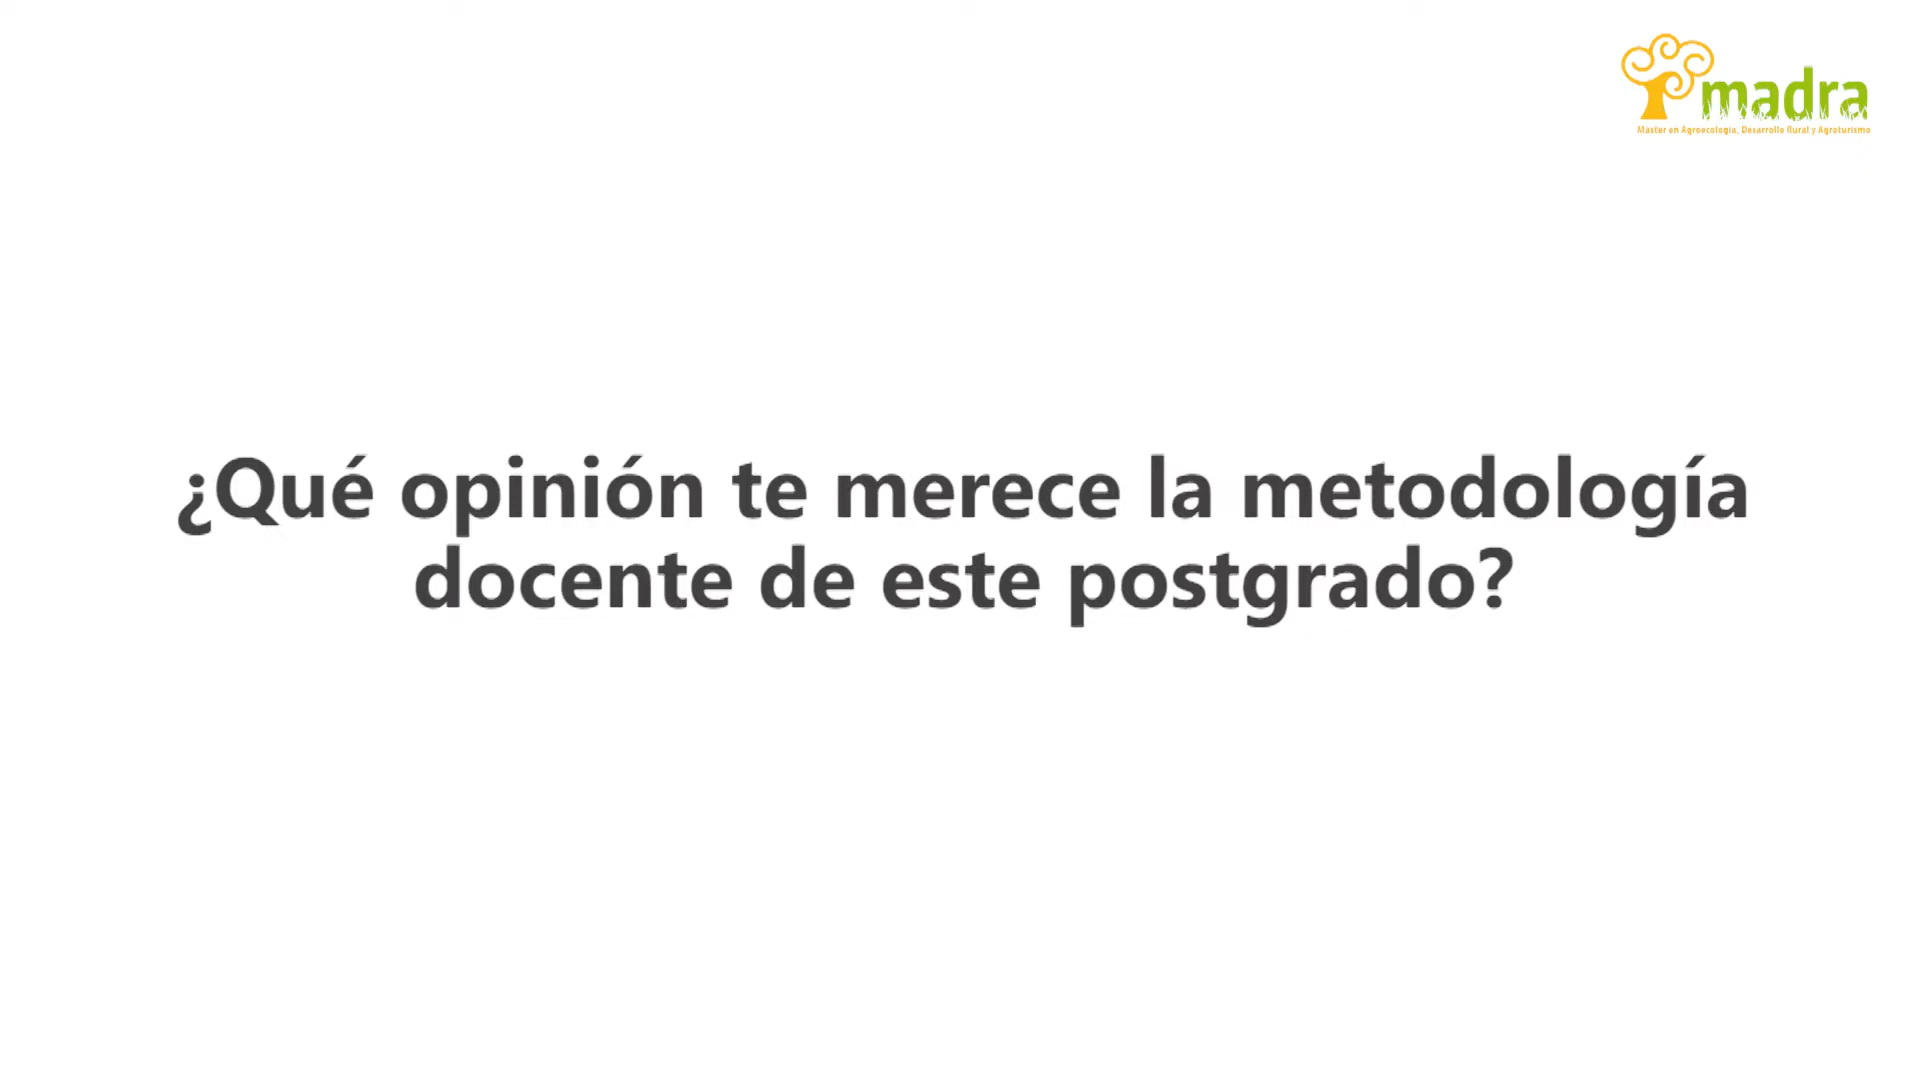 madra
Master en Agroecología, Desarrollo Rural y Agroturismo
¿Qué opinión te merece la metodología
docente de este postgrado?